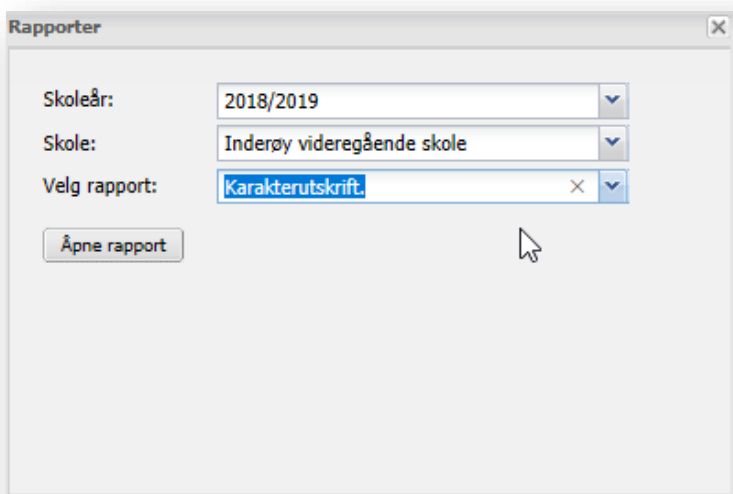 Rapporter
Skoleår: 2018/2019
Skole: Inderøy videregående skole
Velg rapport: Karakterutskrift.
Åpne rapport